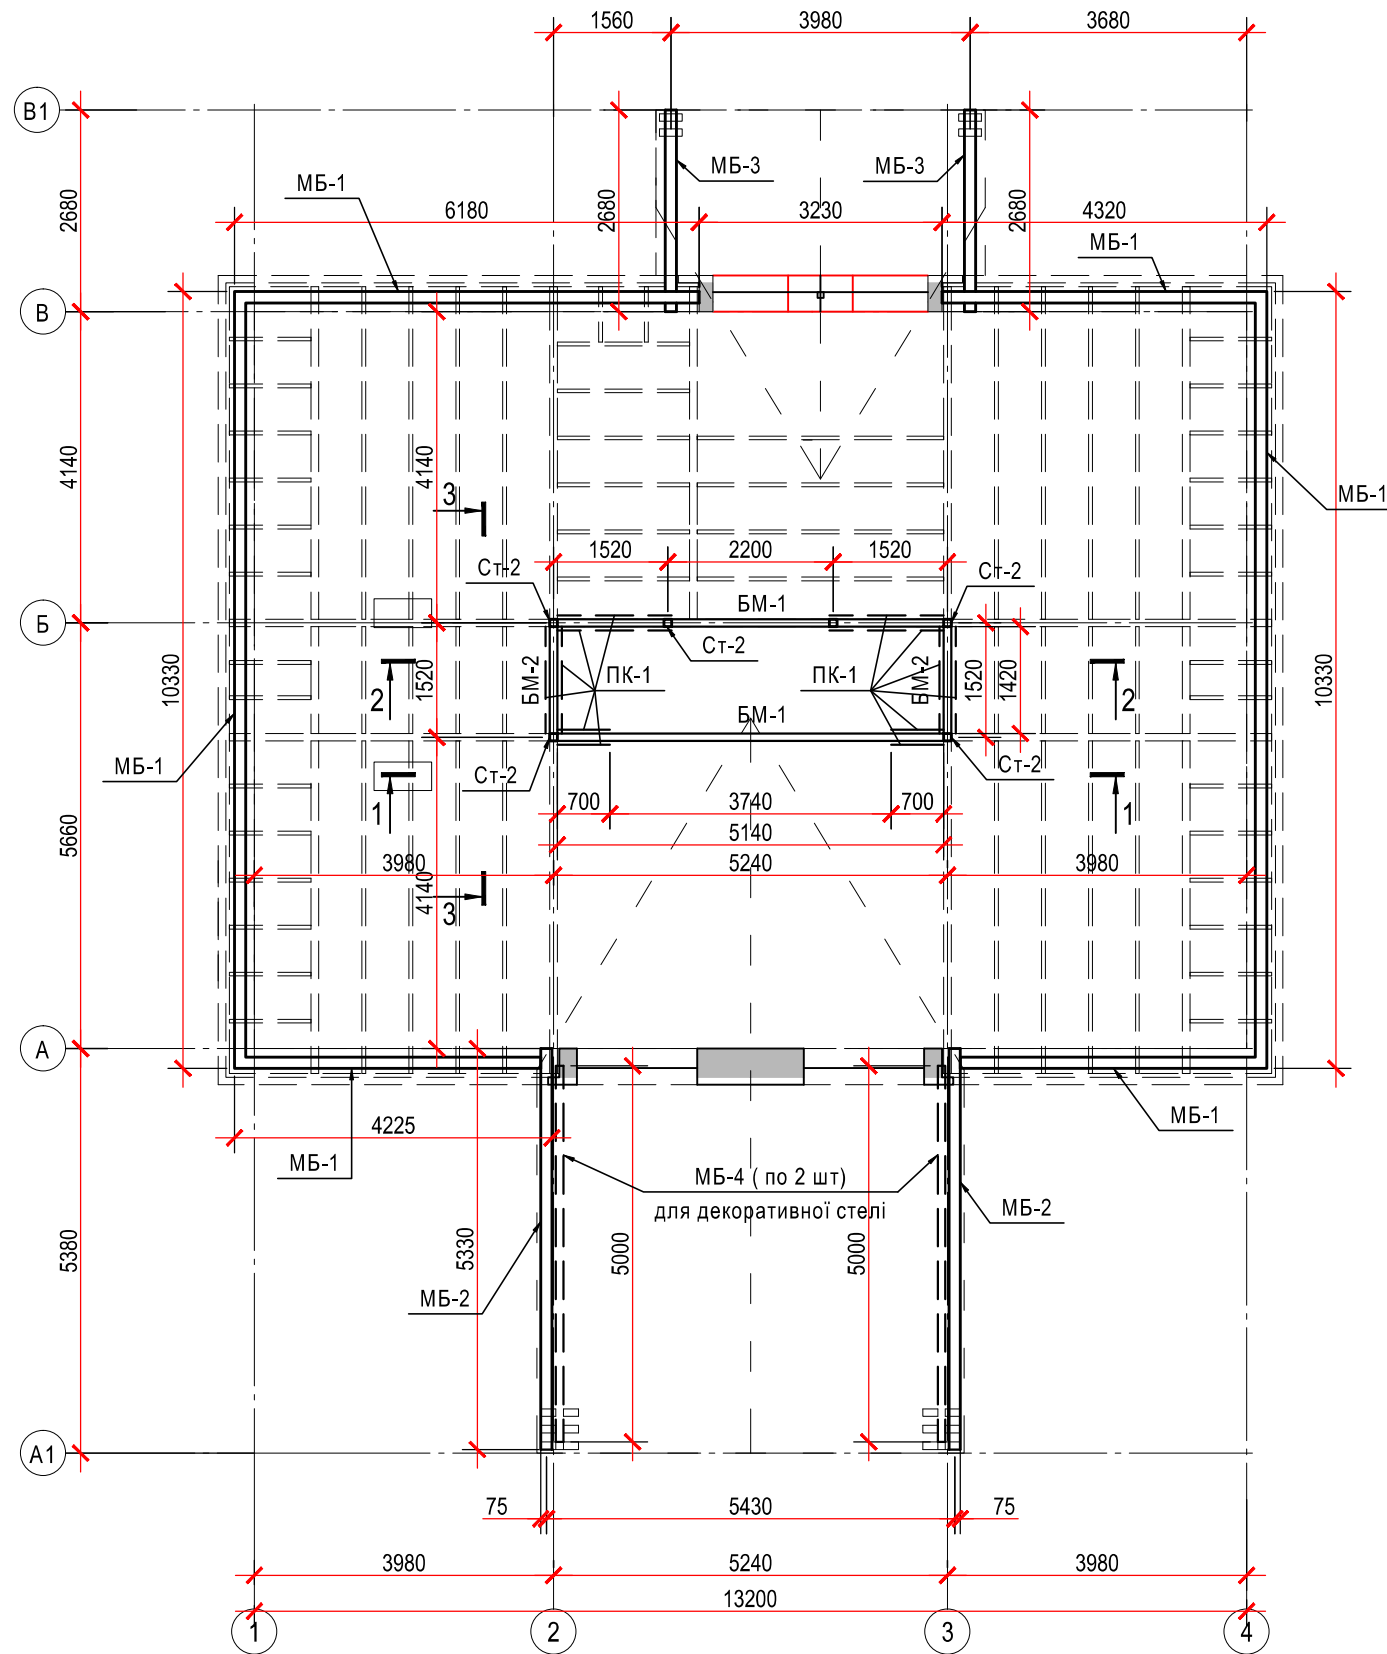 1560 3980 3680
В1
МБ-3 МБ-3
МБ-1
2680 2680 2680
6180 3230 4320
МБ-1
В
4140 4140
3
МБ-1
1520 2200 1520
Ст-2 Ст-2
БМ-1
Б
Ст-2
10330 1520 БМ-2 ПК-1 ПК-1 БМ-2 1520 1420 10330
2 2
БМ-1
МБ-1
Ст-2 Ст-2
1 700 3740 700 1
5140
5660
3980 5240 3980
4140
3
А
4225
МБ-1
МБ-1
МБ-4 ( по 2 шт)
для декоративної стелі
МБ-2
5380 5330 5000 5000
МБ-2
А1
75 5430 75
3980 5240 3980
13200
1 2 3 4